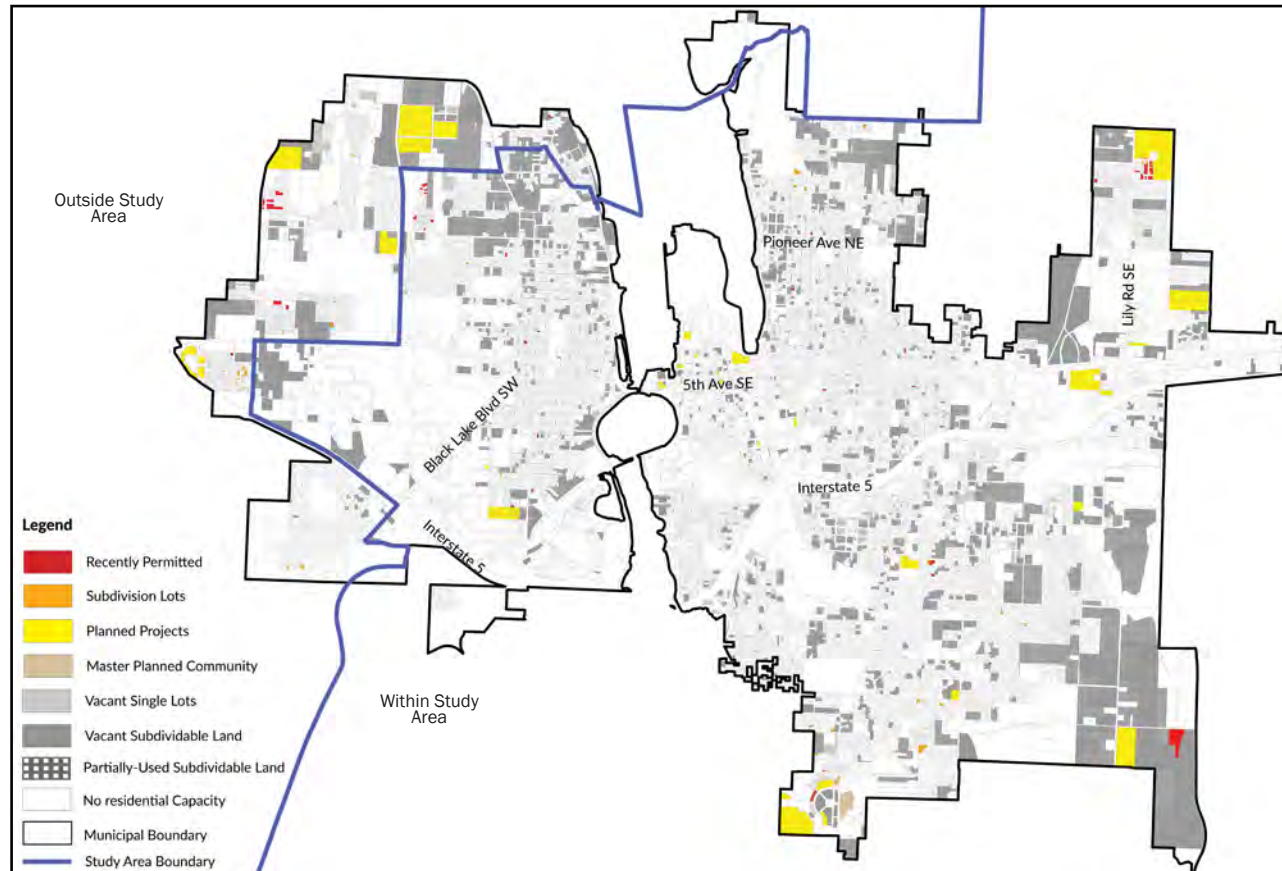 Pioneer Ave NE
Outside Study
Area
Lily Rd SE
5th Ave SE
Black Lake Blvd SW
Interstate 5
Interstate 5
Within Study
Area
Legend
Recently Permitted
Subdivision Lots
Planned Projects
Master Planned Community
Vacant Single Lots
Vacant Subdividable Land
Partially-Used Subdividable Land
No residential Capacity
Municipal Boundary
Study Area Boundary